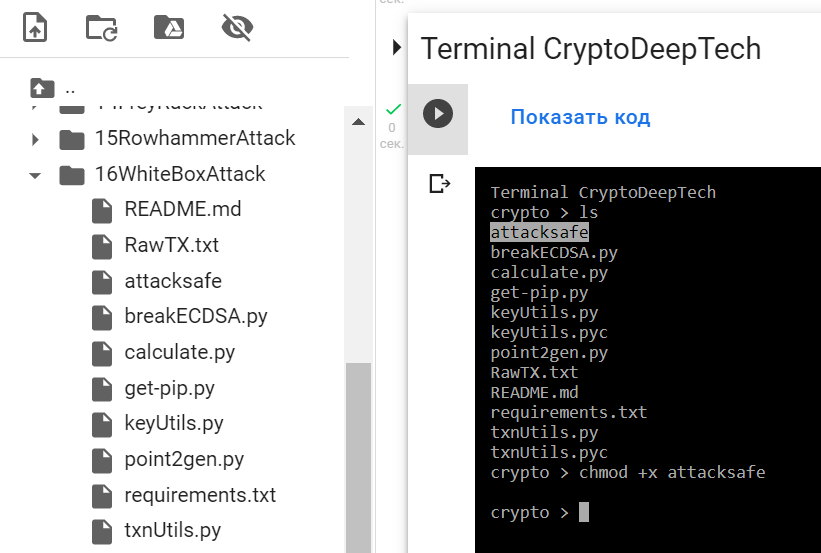 ..
14FreyRuckAttack
15RowhammerAttack
16WhiteBoxAttack
README.md
RawTX.txt
attacksafe
breakECDSA.py
calculate.py
get-pip.py
keyUtils.py
point2gen.py
requirements.txt
txnUtils.py
сек.
0
сек.
Terminal CryptoDeepTech
Показать код
Terminal CryptoDeepTech
crypto > ls
attacksafe
breakECDSA.py
calculate.py
get-pip.py
keyUtils.py
keyUtils.pyc
point2gen.py
RawTX.txt
README.md
requirements.txt
txnUtils.py
txnUtils.pyc
crypto > chmod +x attacksafe
crypto >